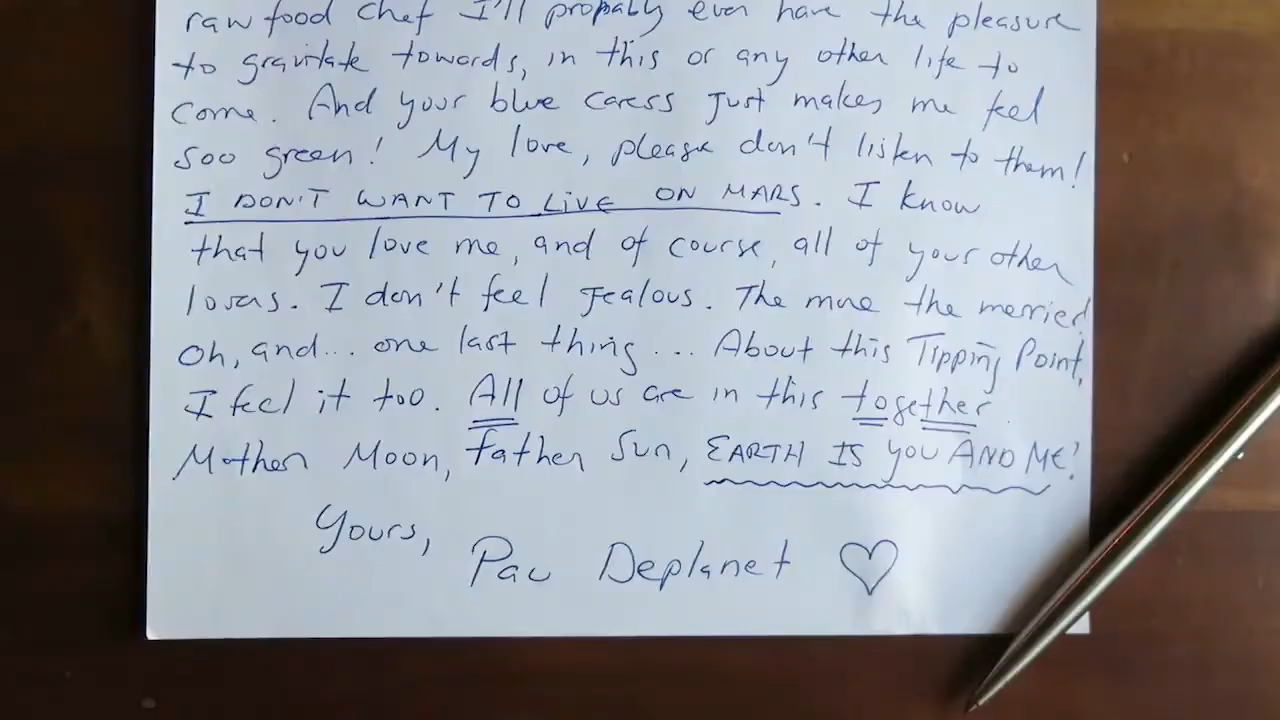 raw food chef I'll probably even have the pleasure
to gravitate towards, in this or any other life to
come. And your blue caress Just makes me feel
soo green! My love, please don't listen to them!
I DON'T WANT TO LIVE ON MARS. I know
that you love me, and of course, all of your other
lovers. I don't feel Jealous. The more the merrier!
Oh, and... one last thing... About this Tipping Point,
I feel it too. All of us are in this together.
Mother Moon, father Sun, EARTH IS YOU AND ME!
Yours,
Pau Deplanet ♡